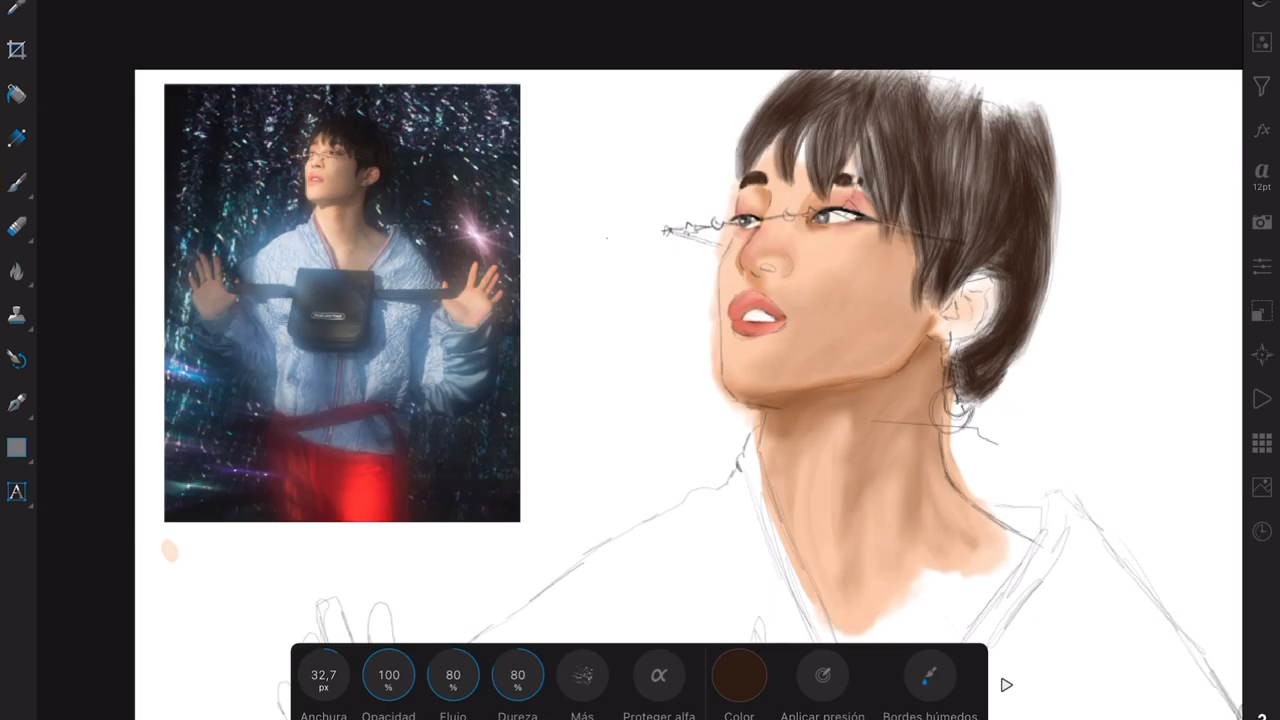 12pt
32,7
px
100
%
80
%
80
%
Anchura
Opacidad
Flujo
Dureza
Más
Proteger alfa
Color
Aplicar presión
Bordes húmedos